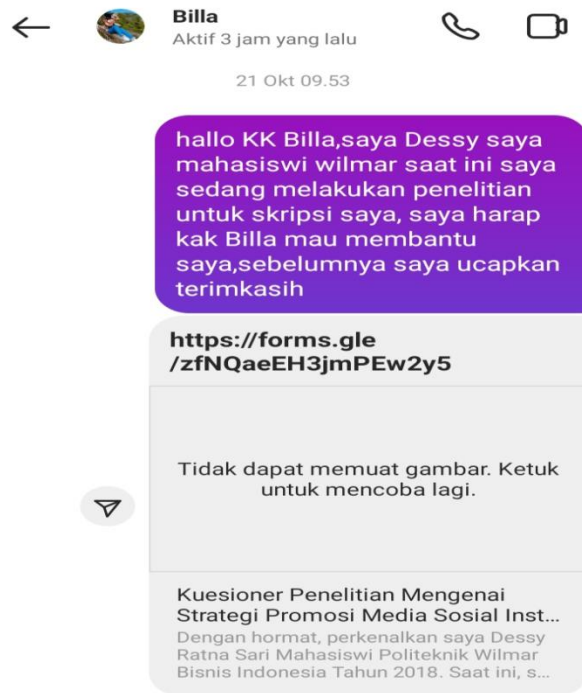 Billa
Aktif 3 jam yang lalu
21 Okt 09.53
hallo KK Billa,saya Dessy saya
mahasiswi wilmar saat ini saya
sedang melakukan penelitian
untuk skripsi saya, saya harap
kak Billa mau membantu
saya,sebelumnya saya ucapkan
terimkasih
https://forms.gle
/zfNQaeEH3jmPEw2y5
Tidak dapat memuat gambar. Ketuk
untuk mencoba lagi.
Kuesioner Penelitian Mengenai
Strategi Promosi Media Sosial Inst...
Dengan hormat, perkenalkan saya Dessy
Ratna Sari Mahasiswi Politeknik Wilmar
Bisnis Indonesia Tahun 2018. Saat ini, s...